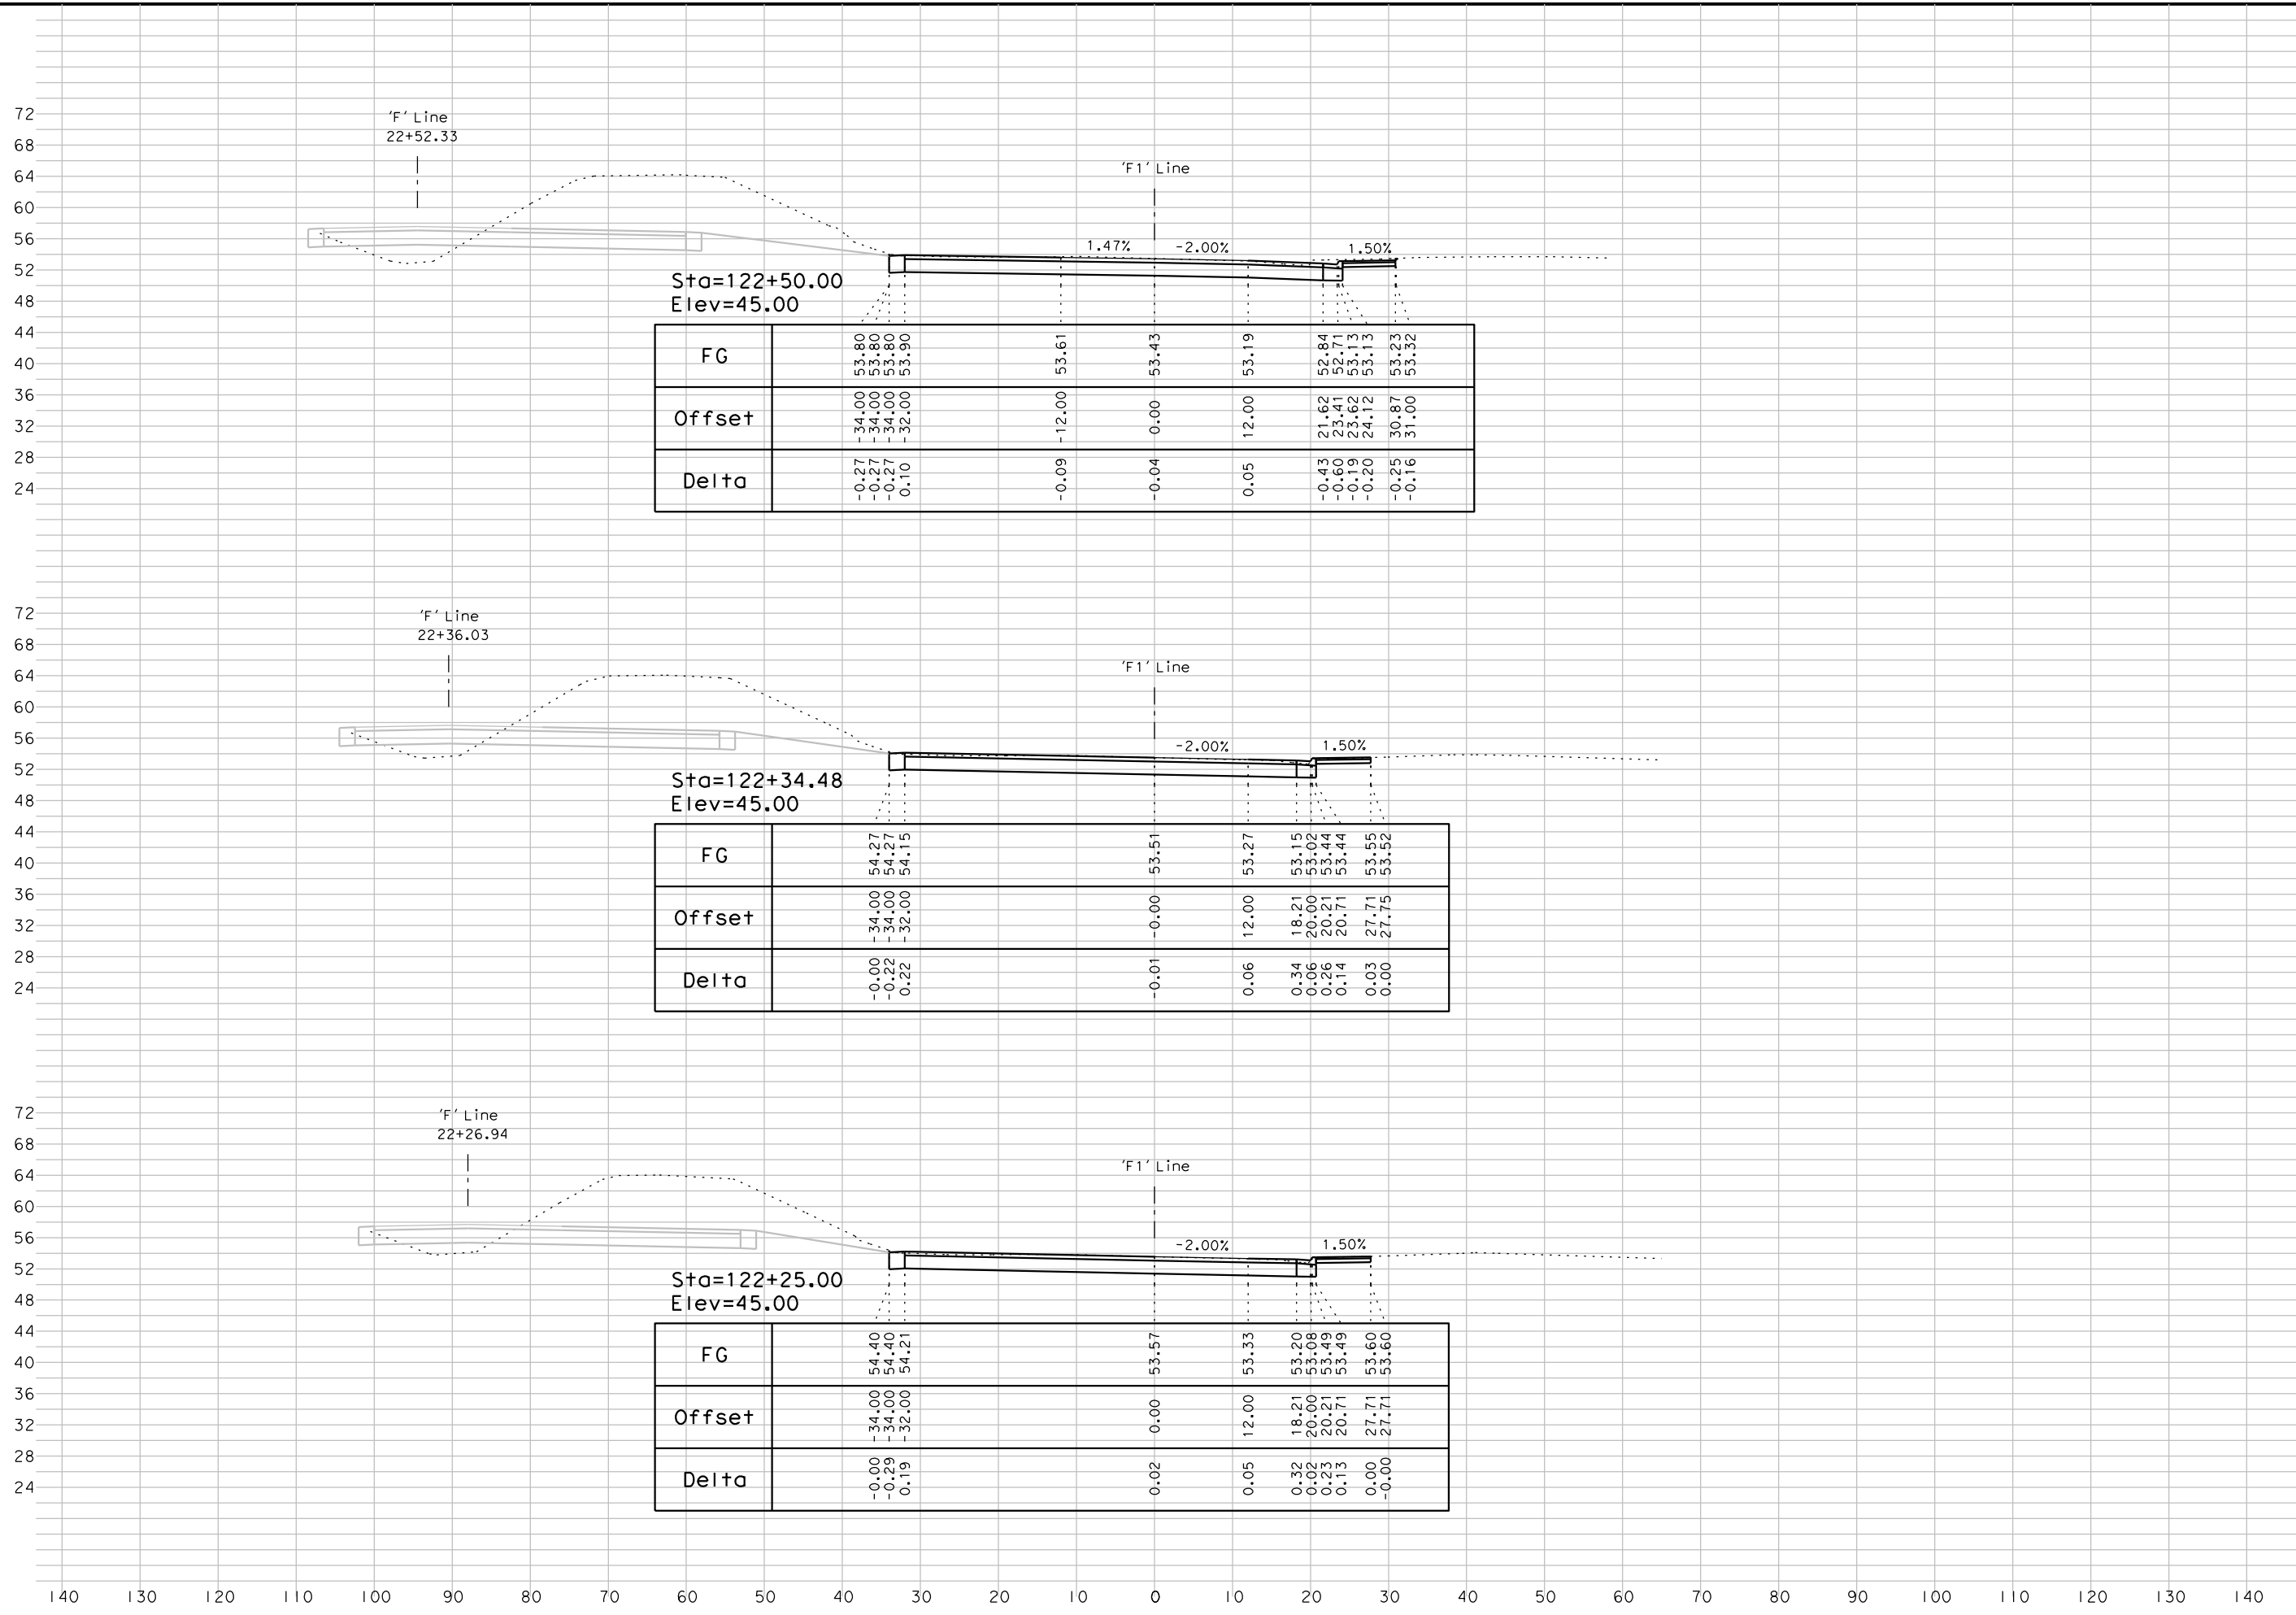 72
'F' Line
22+52.33
68
'F1' Line
64
60
56
1.47% -2.00% 1.50%
52
Sta=122+50.00
Elev=45.00
48
44
FG 53.80 53.80 53.80 53.90 53.61 53.43 53.19 52.84 52.71 53.13 53.13 53.23 53.32
40
36
Offset -34.00 -34.00 -34.00 -32.00 -12.00 0.00 12.00 21.62 23.41 23.62 24.12 30.87 31.00
32
28
Delta -0.27 -0.27 -0.27 0.10 -0.09 -0.04 0.05 -0.43 -0.60 -0.19 -0.20 -0.25 -0.16
24
72
'F' Line
22+36.03
68
'F1' Line
64
60
56
-2.00% 1.50%
52
Sta=122+34.48
Elev=45.00
48
44
FG 54.27 54.27 54.15 53.51 53.27 53.15 53.02 53.44 53.44 53.55 53.52
40
36
Offset -34.00 -34.00 -32.00 -0.00 12.00 18.21 20.00 20.21 20.71 27.71 27.75
32
28
Delta -0.00 -0.22 0.22 -0.01 0.06 0.34 0.06 0.26 0.14 0.03 0.00
24
72
'F' Line
22+26.94
68
'F1' Line
64
60
56
-2.00% 1.50%
52
Sta=122+25.00
Elev=45.00
48
44
FG 54.40 54.40 54.21 53.57 53.33 53.20 53.08 53.49 53.49 53.60 53.60
40
36
Offset -34.00 -34.00 -32.00 0.00 12.00 18.21 20.00 20.21 20.71 27.71 27.71
32
28
Delta -0.00 -0.29 0.19 0.02 0.05 0.32 0.02 0.23 0.13 0.00 -0.00
24
140 130 120 110 100 90 80 70 60 50 40 30 20 10 0 10 20 30 40 50 60 70 80 90 100 110 120 130 140